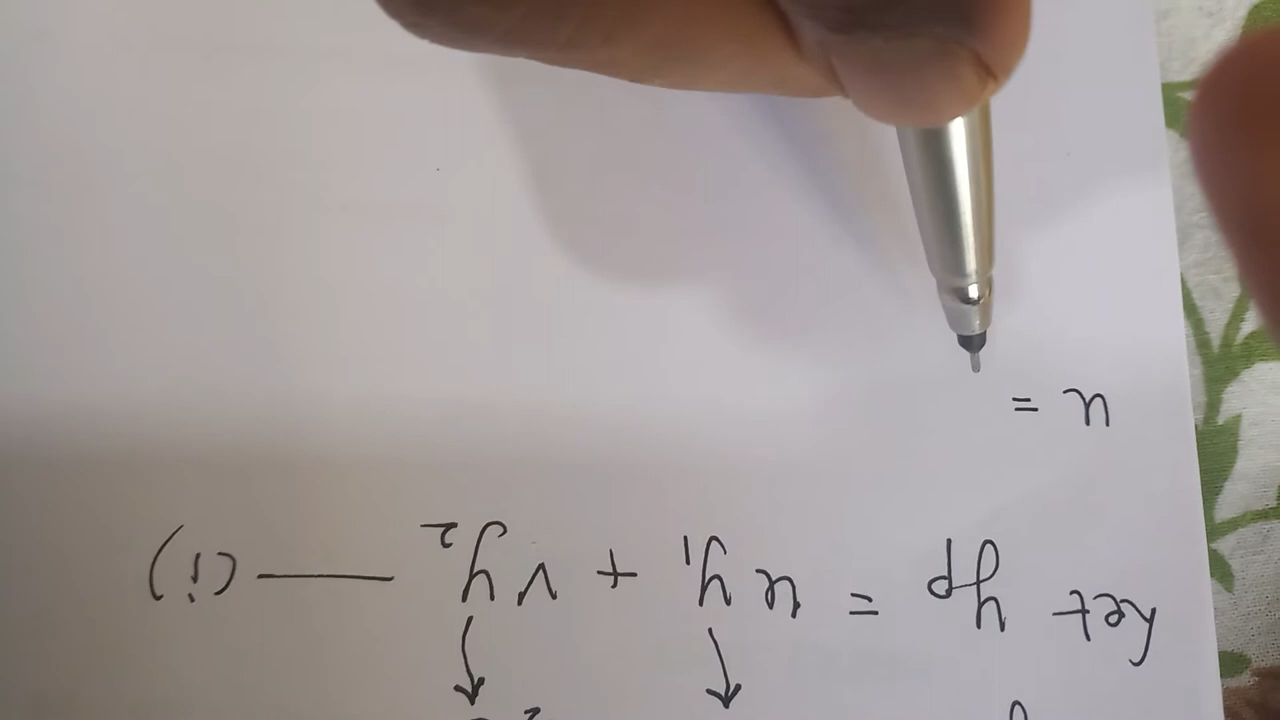 Let yp = uy₁ + vy₂ —— (i)
u =